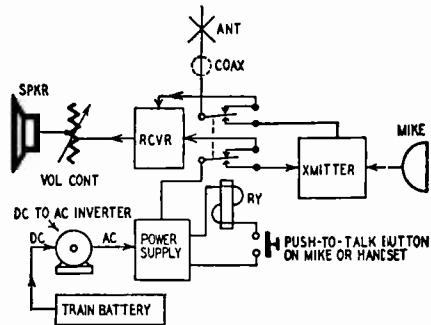 ANT
COAX
SPKR
RCVR
MIKE
XMITTER
VOL CONT
RY
DC TO AC INVERTER
DC
AC
POWER
SUPPLY
PUSH-TO-TALK BUTTON
ON MIKE OR HANDSET
TRAIN BATTERY